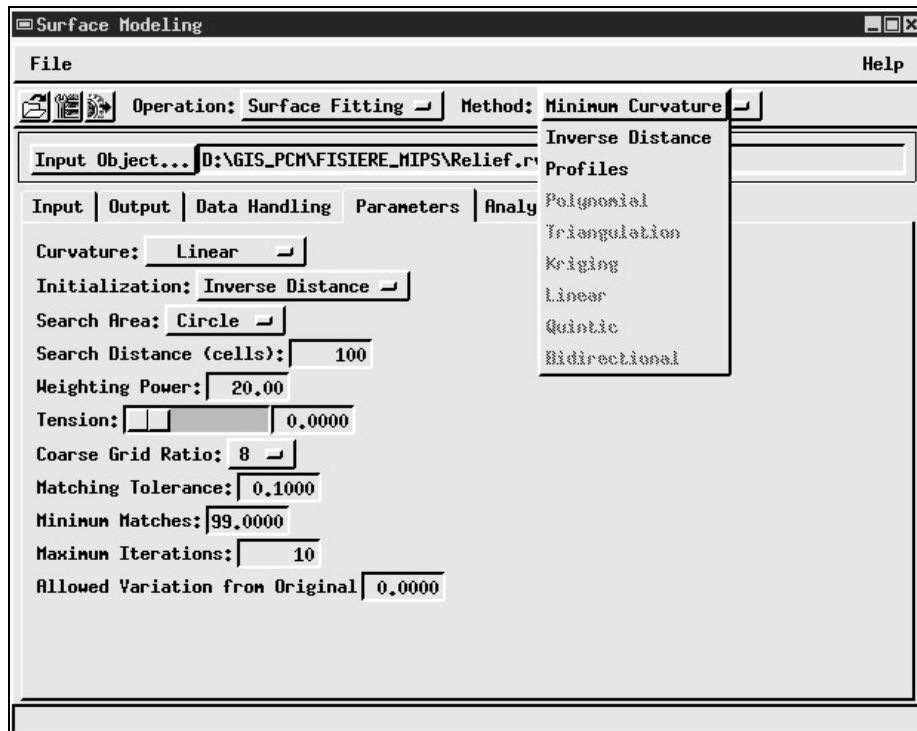 Surface Modeling
File Help
Operation: Surface Fitting Method: Minimum Curvature
Inverse Distance
Input Object... D:\GIS_PCM\FISIERE_MIPS\Relief.
Profiles
Input Output Data Handling Parameters Analy
Polynomial
Triangulation
Kriging
Linear
Quintic
Bidirectional
Curvature: Linear
Initialization: Inverse Distance
Search Area: Circle
Search Distance (cells): 100
Weighting Power: 20.00
Tension: 0.0000
Coarse Grid Ratio: 8
Matching Tolerance: 0.1000
Minimum Matches: 99.0000
Maximum Iterations: 10
Allowed Variation from Original 0.0000